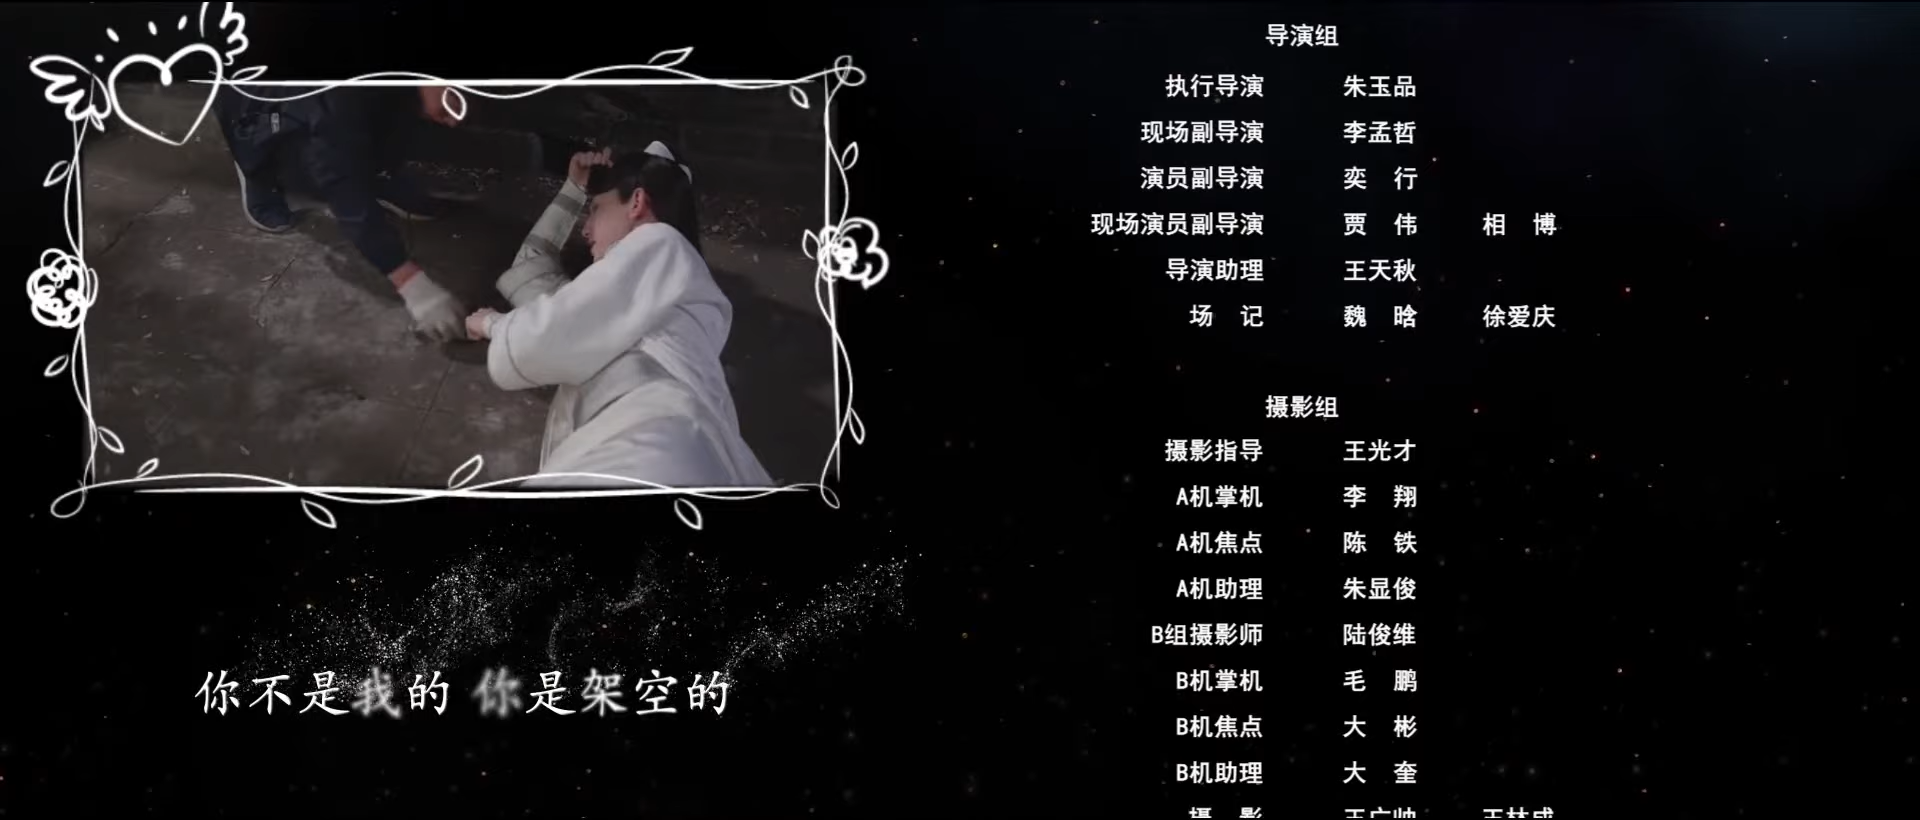 导演组
执行导演 朱玉品
现场副导演 李孟哲
演员副导演 奕 行
现场演员副导演 贾 伟 相 博
导演助理 王天秋
场 记 魏 晗 徐爱庆
摄影组
摄影指导 王光才
A机掌机 李 翔
A机焦点 陈 铁
A机助理 朱显俊
B组摄影师 陆俊维
B机掌机 毛 鹏
B机焦点 大 彬
B机助理 大 奎
摄 影
你不是我的 你是架空的